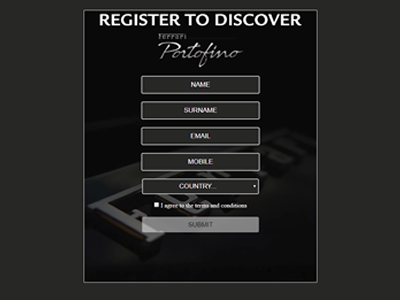 REGISTER TO DISCOVER
Ferrari
Portofino
NAME
SURNAME
EMAIL
MOBILE
COUNTRY...
I agree to the terms and conditions
SUBMIT